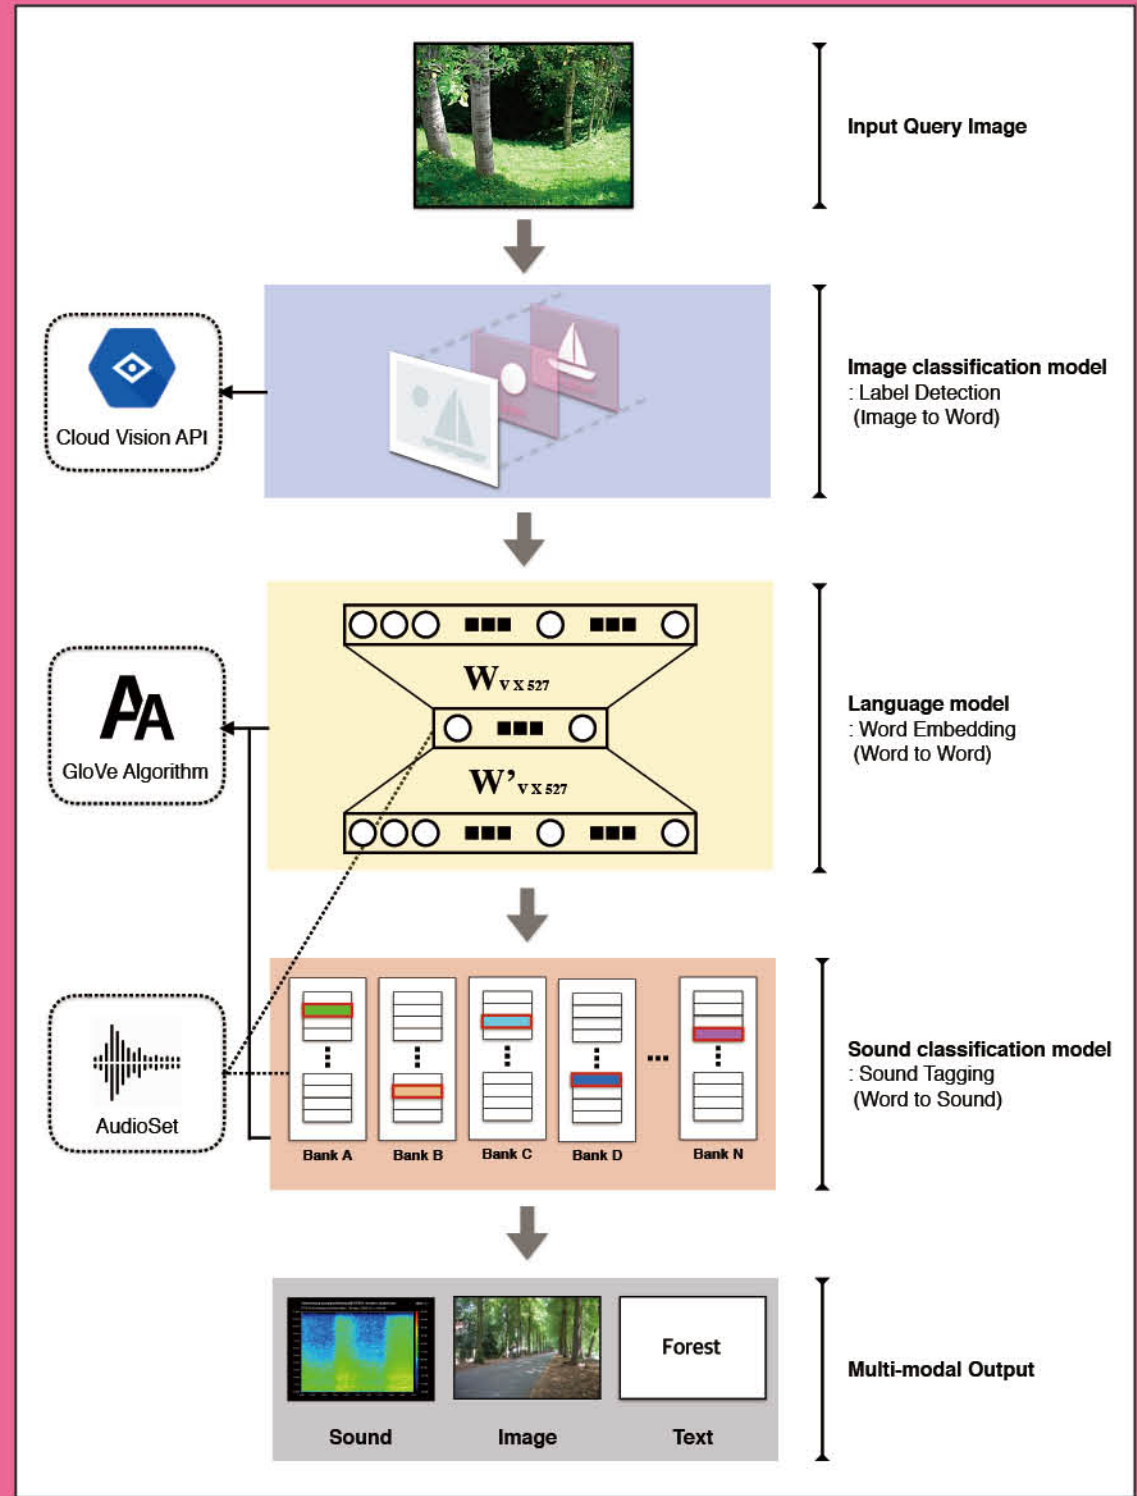 Input Query Image
Image classification model
: Label Detection
(Image to Word)
Cloud Vision API
W V X 527
Language model
: Word Embedding
(Word to Word)
AA
GloVe Algorithm
W’ V X 527
Sound classification model
: Sound Tagging
(Word to Sound)
AudioSet
Bank A
Bank B
Bank C
Bank D
Bank N
Forest
Multi-modal Output
Sound
Image
Text